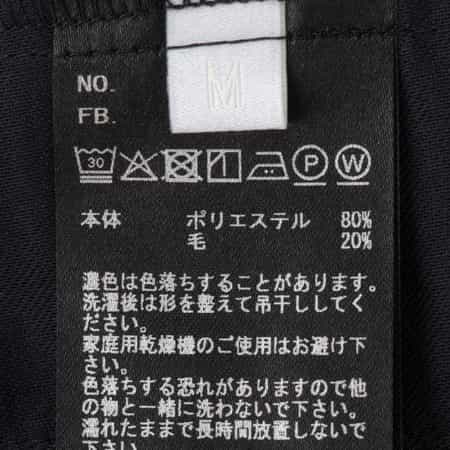 M
NO.
FB.
30 P W
本体 ポリエステル 80%
毛 20%
濃色は色落ちすることがあります。
洗濯後は形を整えて吊干ししてく
ださい。
家庭用乾燥機のご使用はお避け下
さい。
色落ちする恐れがありますので他
の物と一緒に洗わないで下さい。
濡れたままで長時間放置しないで